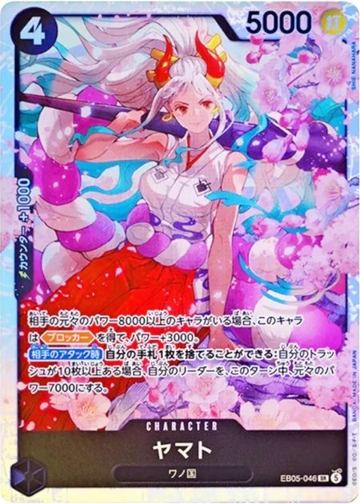 4
5000
カウンター +1000
相手の元々のパワー8000以上のキャラがいる場合、このキャラ
は ブロッカー を得て、パワー+3000。
相手のアタック時 自分の手札1枚を捨てることができる：自分のトラッ
シュが10枚以上ある場合、自分のリーダーを、このターン中、元々のパ
ワー7000にする。
CHARACTER
ヤマト
ワノ国
EB05-046 SR